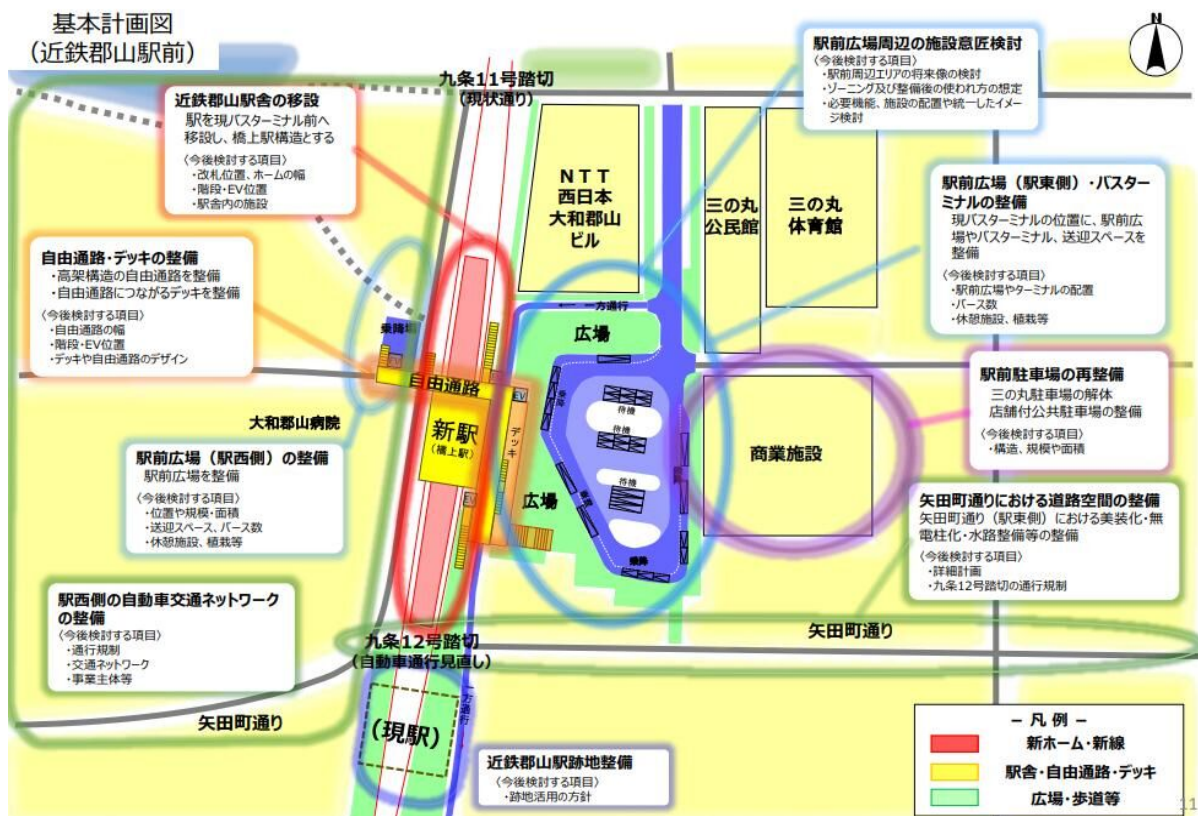 基本計画図
(近鉄郡山駅前)
N
九条11号踏切
(現状通り)
近鉄郡山駅舎の移設
駅を現バスターミナル前へ
移設し、橋上駅構造とする
〈今後検討する項目〉
・改札位置、ホームの幅
・階段・EV位置
・駅舎内の施設
自由通路・デッキの整備
・高架構造の自由通路を整備
・自由通路につながるデッキを整備
〈今後検討する項目〉
・自由通路の幅
・階段・EV位置
・デッキや自由通路のデザイン
大和郡山病院
駅前広場（駅西側）の整備
駅前広場を整備
〈今後検討する項目〉
・位置や規模・面積
・送迎スペース、バース数
・休憩施設、植栽等
駅西側の自動車交通ネットワーク
の整備
〈今後検討する項目〉
・通行規制
・交通ネットワーク
・事業主体等
矢田町通り
乗降場
EV
自由通路
新駅
(橋上駅)
EV
デッキ
EV
九条12号踏切
(自動車通行見直し)
(現駅)
一方通行
近鉄郡山駅跡地整備
〈今後検討する項目〉
・跡地活用の方針
NTT
西日本
大和郡山
ビル
三の丸
公民館
三の丸
体育館
← 一方通行
広場
待機
待機
待機
広場
乗降
商業施設
矢田町通り
駅前広場周辺の施設意匠検討
〈今後検討する項目〉
・駅前周辺エリアの将来像の検討
・ゾーニング及び整備後の使われ方の想定
・必要機能、施設の配置や統一したイメー
ジ検討
駅前広場（駅東側）・バスター
ミナルの整備
現バスターミナルの位置に、駅前広
場やバスターミナル、送迎スペースを
整備
〈今後検討する項目〉
・駅前広場やターミナルの配置
・バース数
・休憩施設、植栽等
駅前駐車場の再整備
三の丸駐車場の解体
店舗付公共駐車場の整備
〈今後検討する項目〉
・構造、規模や面積
矢田町通りにおける道路空間の整備
矢田町通り（駅東側）における美装化・無
電柱化・水路整備等の整備
〈今後検討する項目〉
・詳細計画
・九条12号踏切の通行規制
－ 凡 例 －
新ホーム・新線
駅舎・自由通路・デッキ
広場・歩道等
11